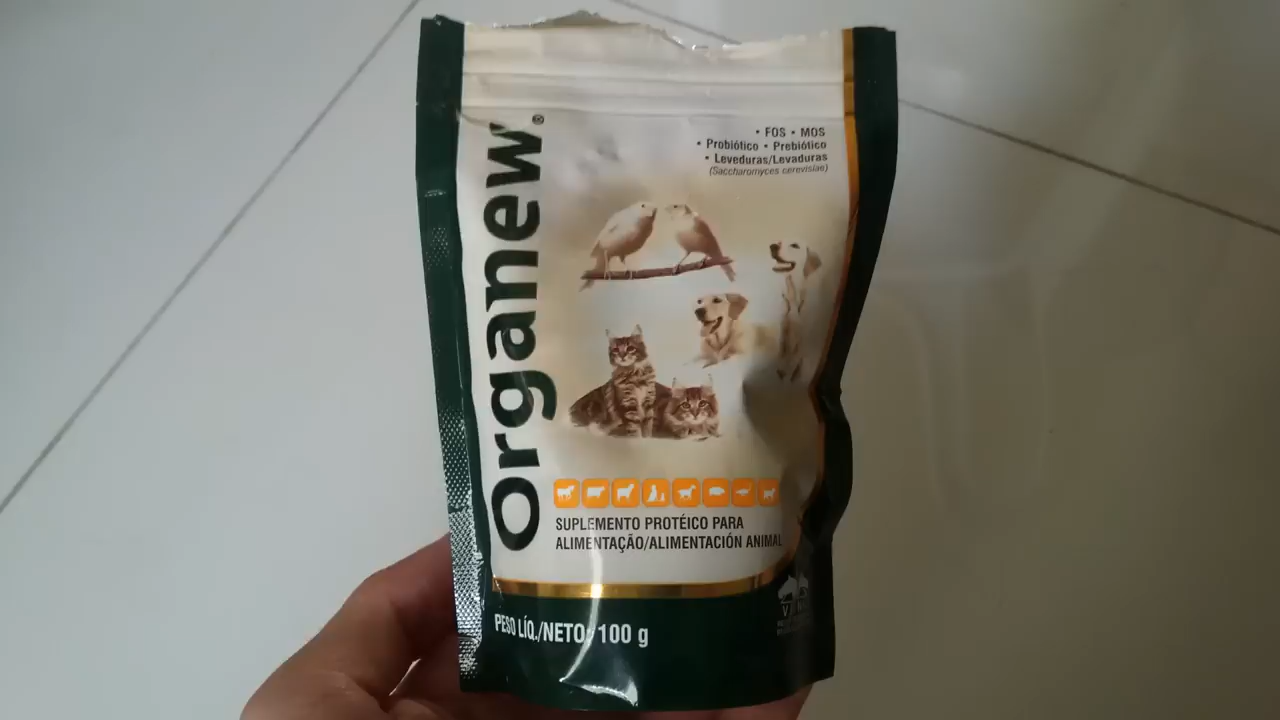 Organew®
• FOS • MOS
• Probiótico • Prebiótico
• Leveduras/Levaduras
(Saccharomyces cerevisiae)
SUPLEMENTO PROTÉICO PARA
ALIMENTAÇÃO/ALIMENTACIÓN ANIMAL
PESO LÍQ./NETO: 100 g